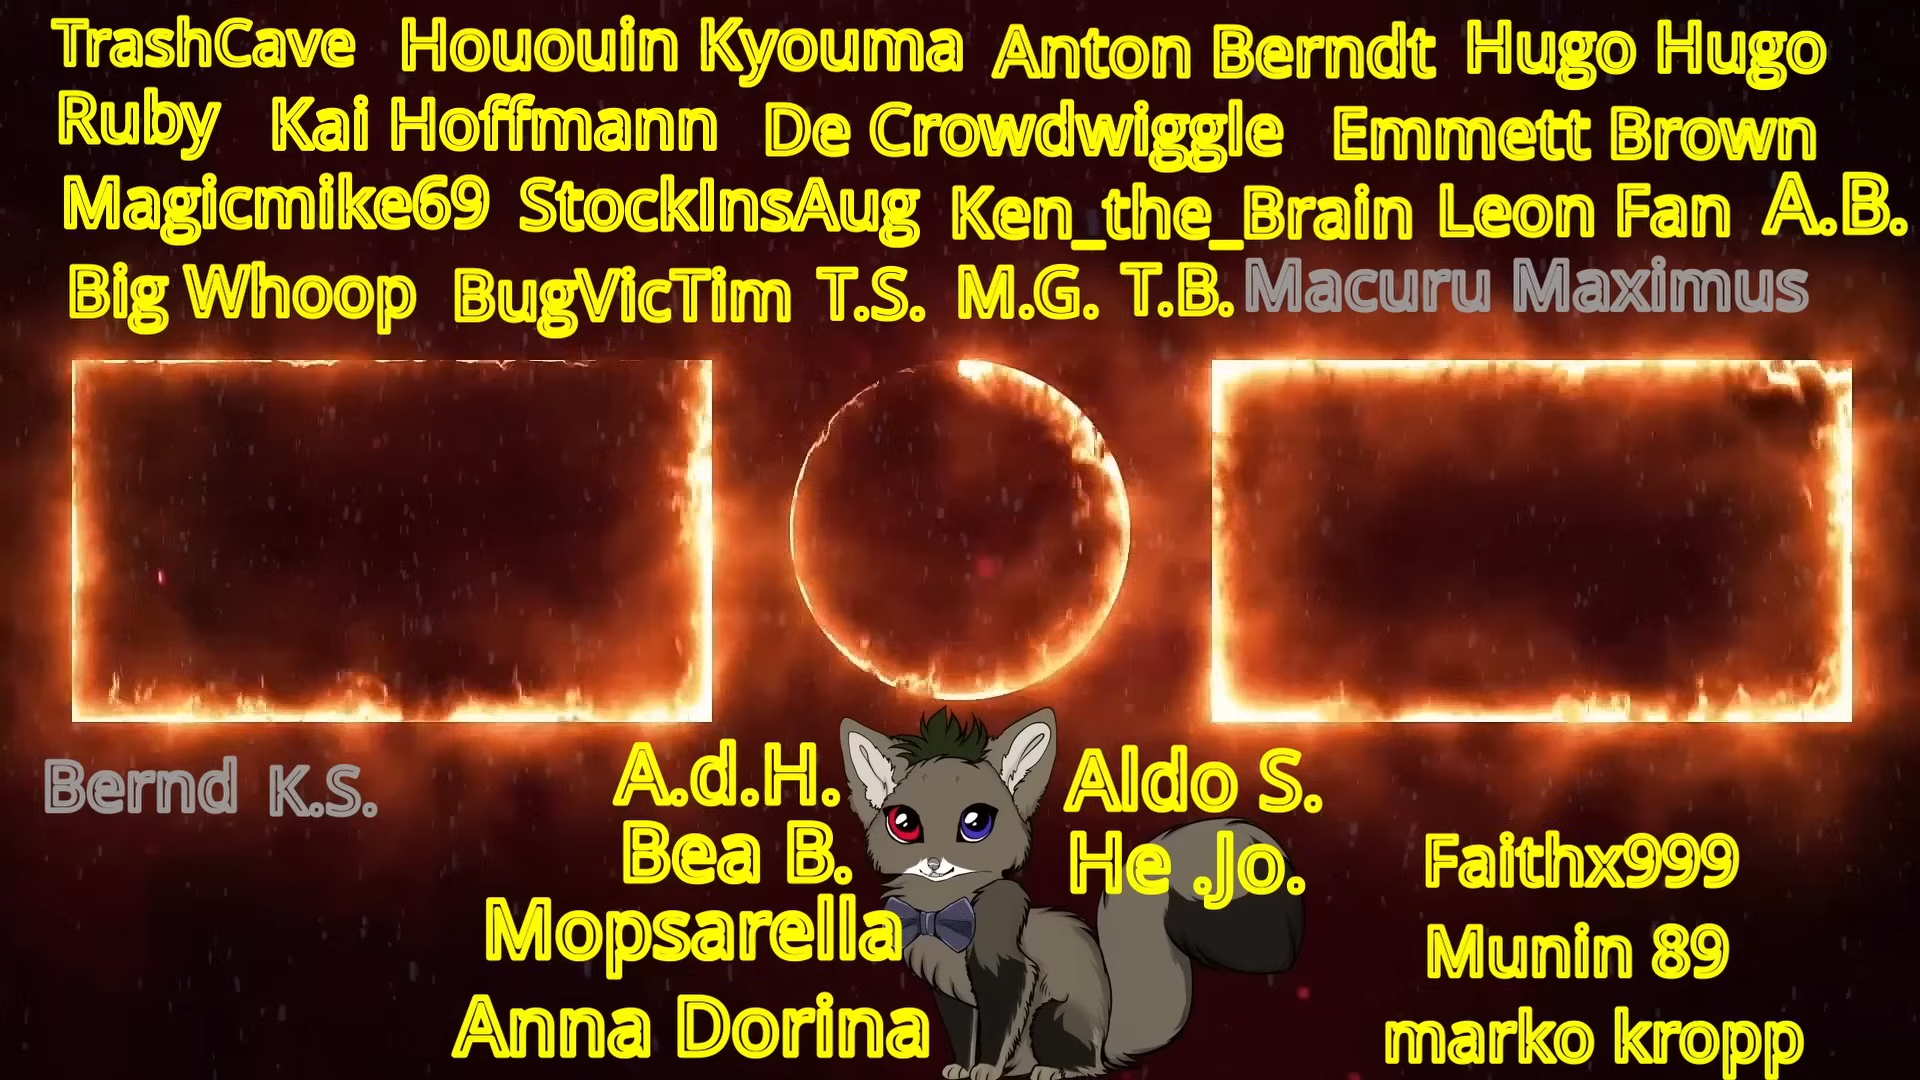 TrashCave Hououin Kyouma Anton Berndt Hugo Hugo
Ruby Kai Hoffmann De Crowdwiggle Emmett Brown
Magicmike69 StockInsAug Ken_the_Brain Leon Fan A.B.
Big Whoop BugVicTim T.S. M.G. T.B. Macuru Maximus
Bernd K.S. A.d.H. Aldo S.
Bea B. He .Jo. Faithx999
Mopsarella Munin 89
Anna Dorina marko kropp